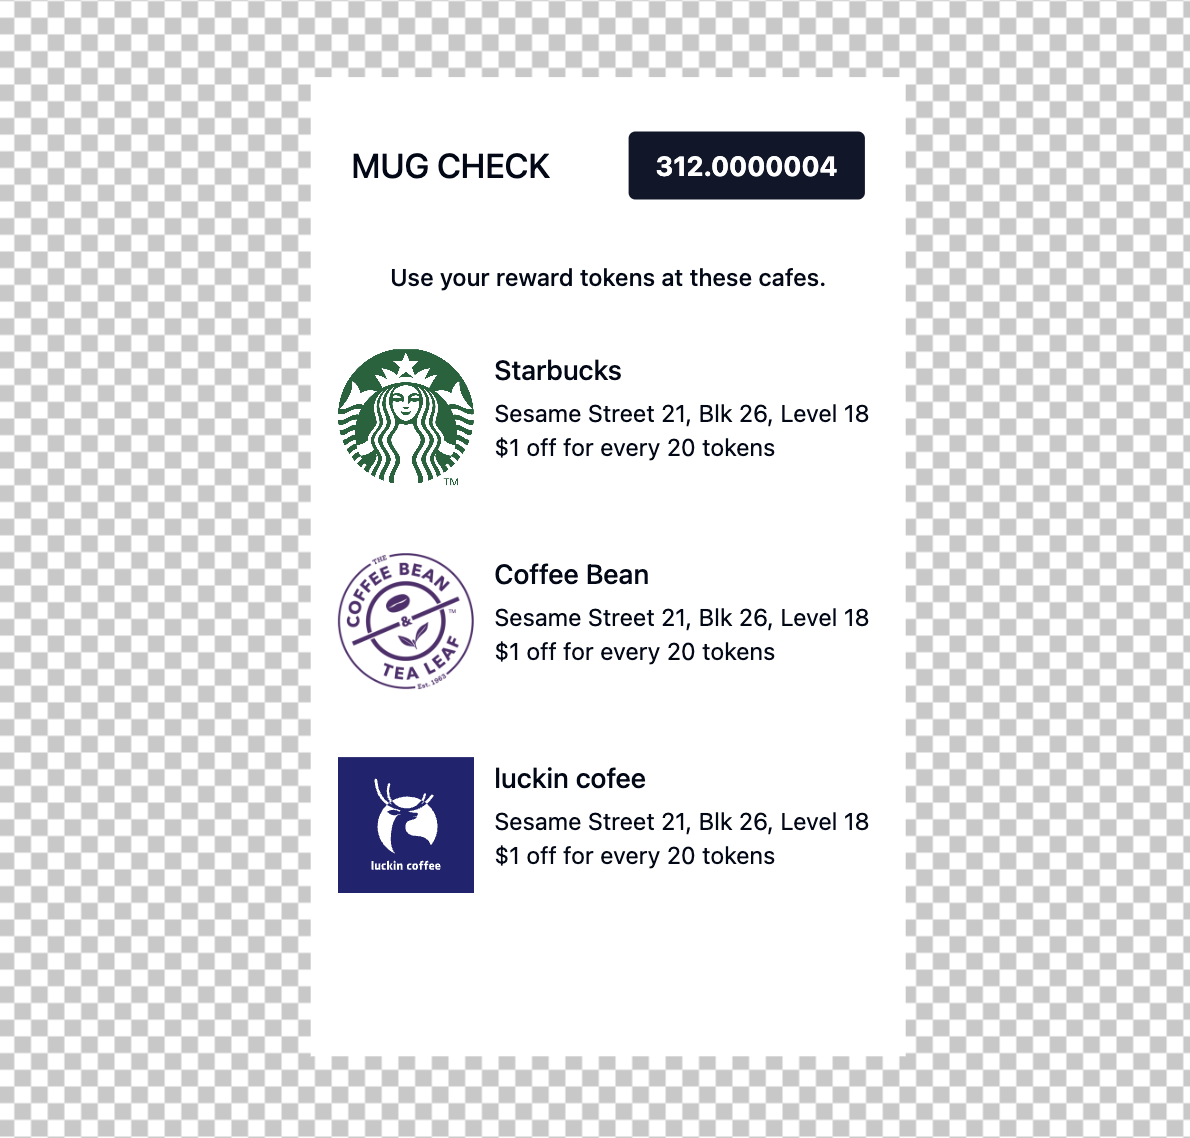 MUG CHECK
312.0000004
Use your reward tokens at these cafes.
TM
Starbucks
Sesame Street 21, Blk 26, Level 18
$1 off for every 20 tokens
THE
COFFEE BEAN
&
TM
TEA LEAF
Est. 1963
Coffee Bean
Sesame Street 21, Blk 26, Level 18
$1 off for every 20 tokens
luckin coffee
luckin cofee
Sesame Street 21, Blk 26, Level 18
$1 off for every 20 tokens